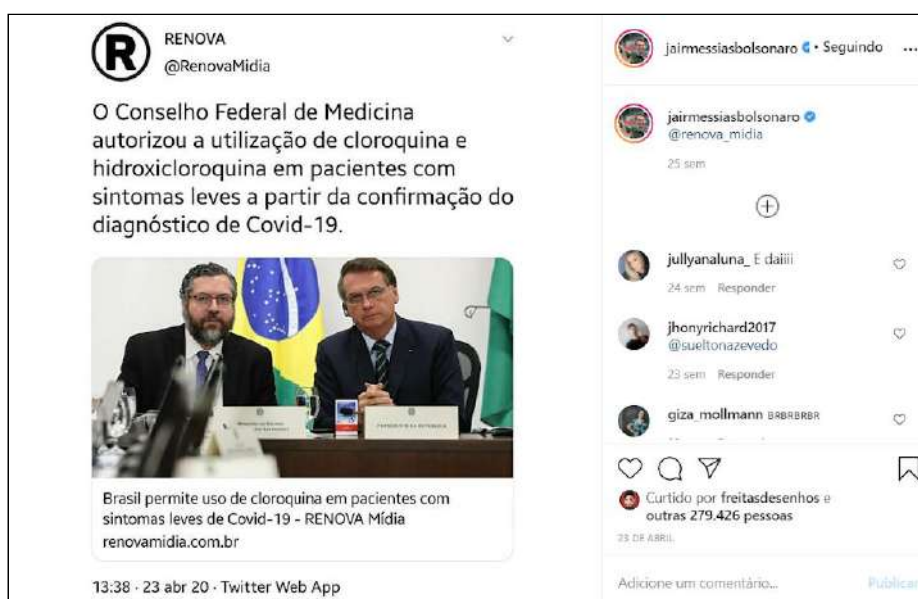 R
RENOVA
@RenovaMidia
O Conselho Federal de Medicina
autorizou a utilização de cloroquina e
hidroxicloroquina em pacientes com
sintomas leves a partir da confirmação do
diagnóstico de Covid-19.
PRESIDENTE DA REPÚBLICA
Brasil permite uso de cloroquina em pacientes com
sintomas leves de Covid-19 - RENOVA Mídia
renovamidia.com.br
13:38 · 23 abr 20 · Twitter Web App
jairmessiasbolsonaro • Seguindo ...
jairmessiasbolsonaro
@renova_midia
25 sem
jullyanaluna_ E daiiii
24 sem Responder
jhonyrichard2017
@sueltonazevedo
23 sem Responder
giza_mollmann BRBRBRBR
Curtido por freitasdesenhos e
outras 279.426 pessoas
23 DE ABRIL
Adicione um comentário... Publicar